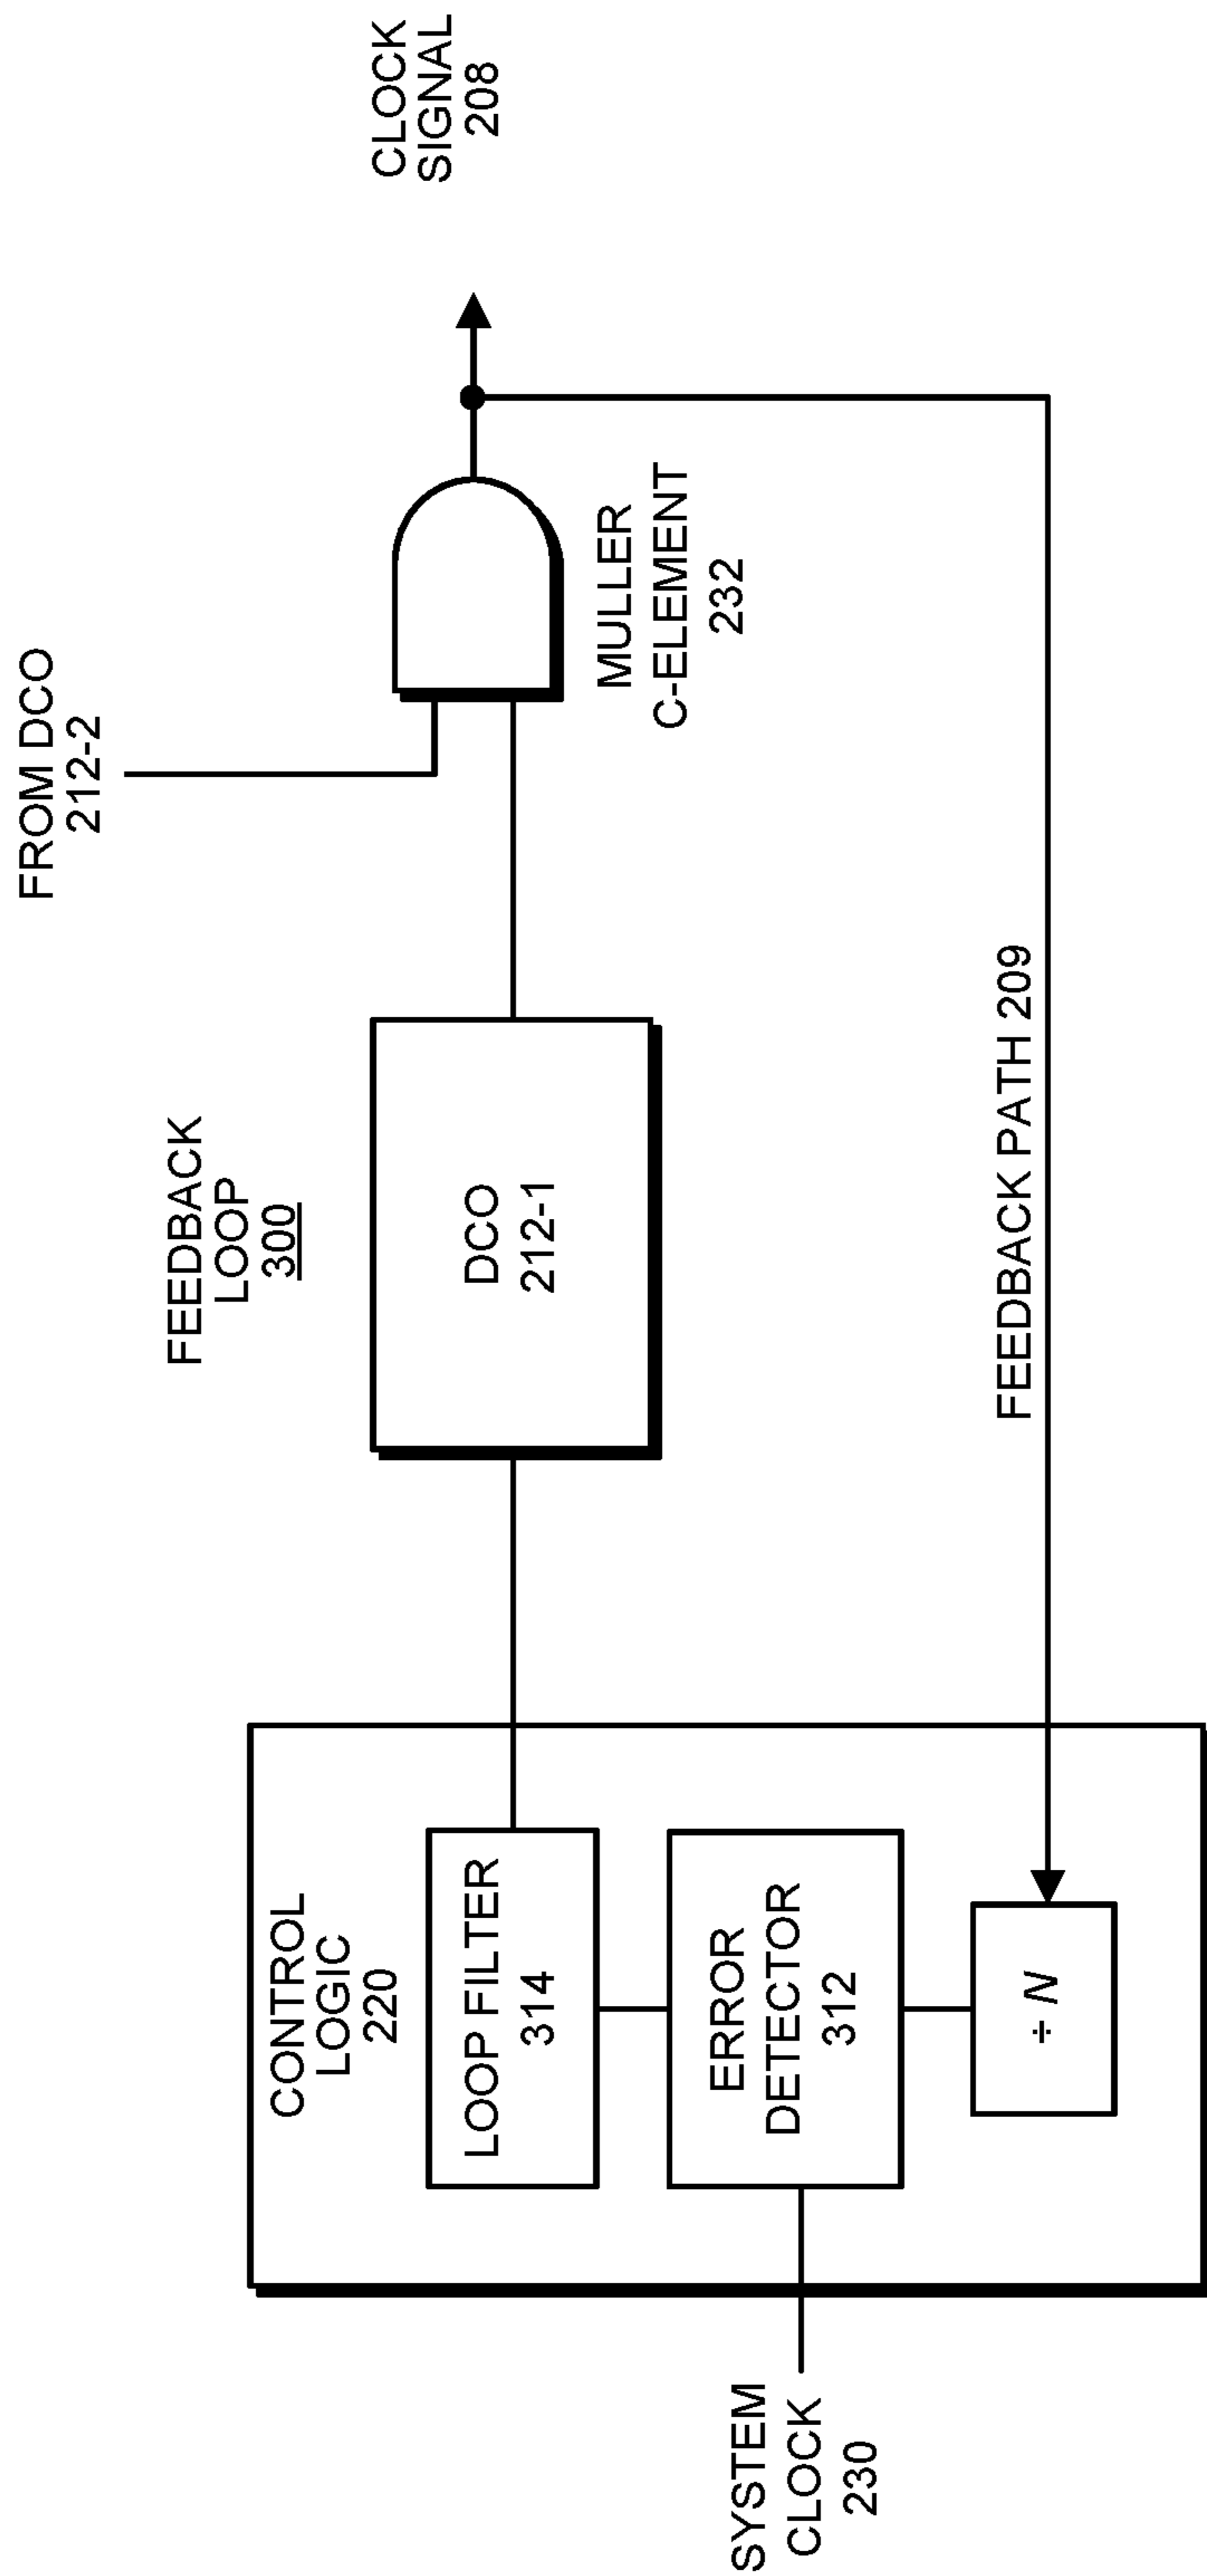 FROM DCO
212-2
CLOCK
SIGNAL
208
FEEDBACK
LOOP
300
CONTROL
LOGIC
220
LOOP FILTER
314
DCO
212-1
MULLER
C-ELEMENT
232
ERROR
DETECTOR
312
SYSTEM
CLOCK
230
FEEDBACK PATH 209
÷ N